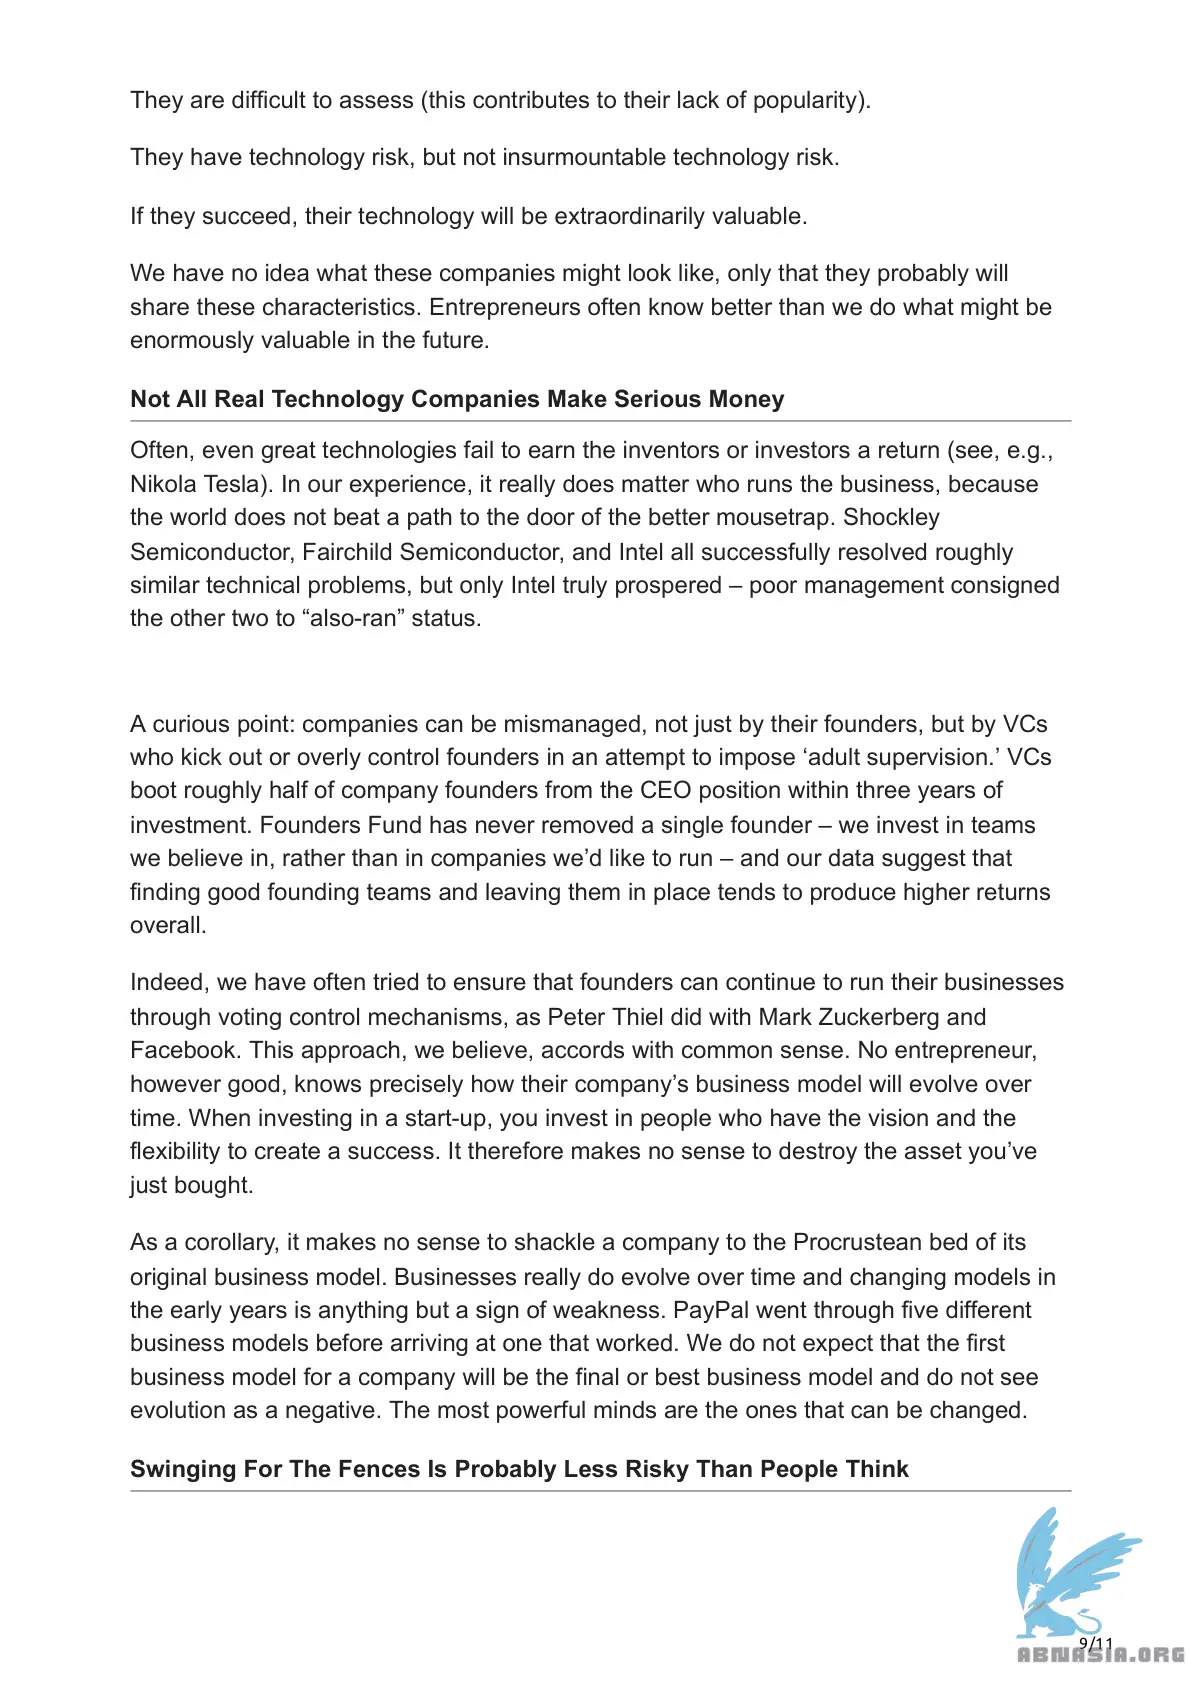 They are difficult to assess (this contributes to their lack of popularity).
They have technology risk, but not insurmountable technology risk.
If they succeed, their technology will be extraordinarily valuable.
We have no idea what these companies might look like, only that they probably will
share these characteristics. Entrepreneurs often know better than we do what might be
enormously valuable in the future.
Not All Real Technology Companies Make Serious Money
Often, even great technologies fail to earn the inventors or investors a return (see, e.g.,
Nikola Tesla). In our experience, it really does matter who runs the business, because
the world does not beat a path to the door of the better mousetrap. Shockley
Semiconductor, Fairchild Semiconductor, and Intel all successfully resolved roughly
similar technical problems, but only Intel truly prospered – poor management consigned
the other two to “also-ran” status.
A curious point: companies can be mismanaged, not just by their founders, but by VCs
who kick out or overly control founders in an attempt to impose ‘adult supervision.’ VCs
boot roughly half of company founders from the CEO position within three years of
investment. Founders Fund has never removed a single founder – we invest in teams
we believe in, rather than in companies we’d like to run – and our data suggest that
finding good founding teams and leaving them in place tends to produce higher returns
overall.
Indeed, we have often tried to ensure that founders can continue to run their businesses
through voting control mechanisms, as Peter Thiel did with Mark Zuckerberg and
Facebook. This approach, we believe, accords with common sense. No entrepreneur,
however good, knows precisely how their company’s business model will evolve over
time. When investing in a start-up, you invest in people who have the vision and the
flexibility to create a success. It therefore makes no sense to destroy the asset you’ve
just bought.
As a corollary, it makes no sense to shackle a company to the Procrustean bed of its
original business model. Businesses really do evolve over time and changing models in
the early years is anything but a sign of weakness. PayPal went through five different
business models before arriving at one that worked. We do not expect that the first
business model for a company will be the final or best business model and do not see
evolution as a negative. The most powerful minds are the ones that can be changed.
Swinging For The Fences Is Probably Less Risky Than People Think
9/11
ABNASIA.ORG